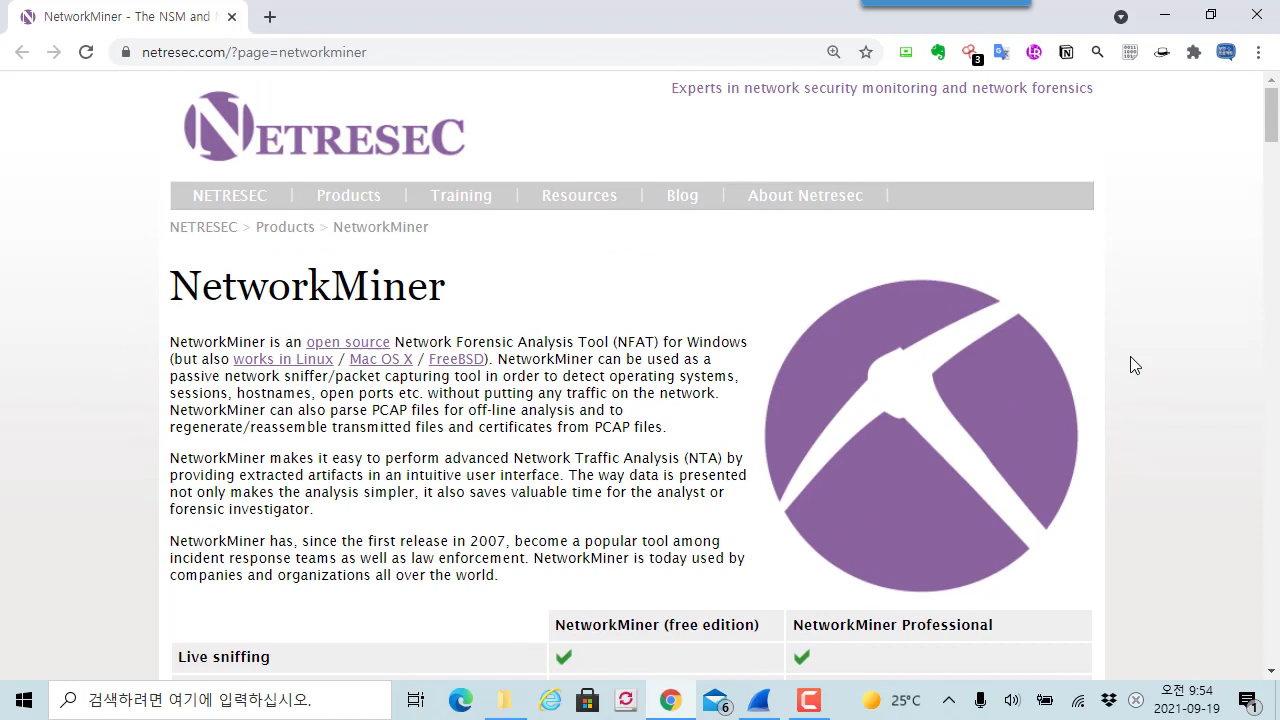 NetworkMiner - The NSM and
netresec.com/?page=networkminer
3
Experts in network security monitoring and network forensics
NETRESEC
NETRESEC | Products | Training | Resources | Blog | About Netresec |
NETRESEC > Products > NetworkMiner
NetworkMiner
NetworkMiner is an open source Network Forensic Analysis Tool (NFAT) for Windows
(but also works in Linux / Mac OS X / FreeBSD). NetworkMiner can be used as a
passive network sniffer/packet capturing tool in order to detect operating systems,
sessions, hostnames, open ports etc. without putting any traffic on the network.
NetworkMiner can also parse PCAP files for off-line analysis and to
regenerate/reassemble transmitted files and certificates from PCAP files.
NetworkMiner makes it easy to perform advanced Network Traffic Analysis (NTA) by
providing extracted artifacts in an intuitive user interface. The way data is presented
not only makes the analysis simpler, it also saves valuable time for the analyst or
forensic investigator.
NetworkMiner has, since the first release in 2007, become a popular tool among
incident response teams as well as law enforcement. NetworkMiner is today used by
companies and organizations all over the world.
NetworkMiner (free edition) NetworkMiner Professional
Live sniffing
검색하려면 여기에 입력하십시오.
6
25°C
오전 9:54
2021-09-19
1